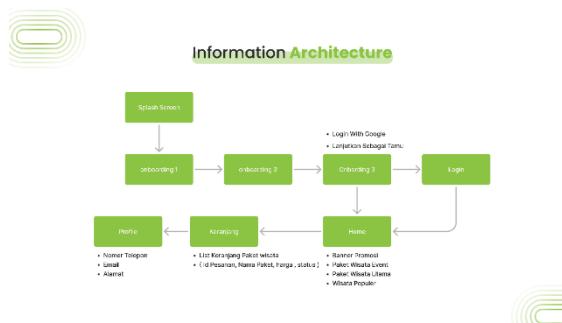 Information Architecture
Splash Screen
• Login With Google
• Lanjutkan Sebagai Tamu
onboarding 1
onboarding 2
Onbording 3
Login
Profile
Keranjang
Home
• Nomer Telepon
• Email
• Alamat
• List Keranjang Paket wisata
• ( Id Pesanan, Nama Paket, harga , status )
• Banner Promosi
• Paket Wisata Event
• Paket Wisata Utama
• Wisata Populer